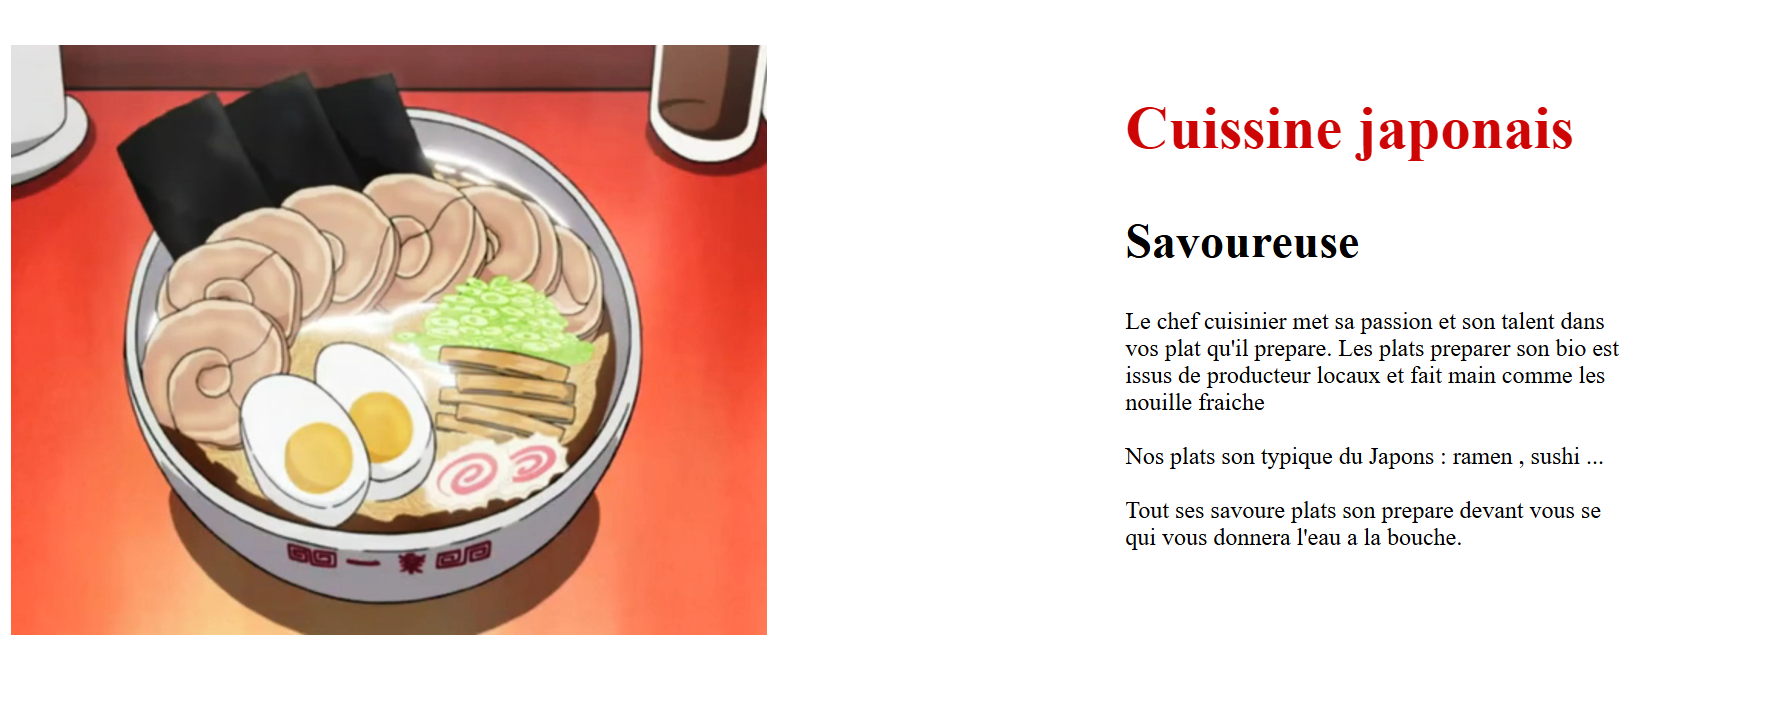 Cuissine japonais
Savoureuse
Le chef cuisinier met sa passion et son talent dans
vos plat qu'il prepare. Les plats preparer son bio est
issus de producteur locaux et fait main comme les
nouille fraiche
Nos plats son typique du Japons : ramen , sushi ...
Tout ses savoure plats son prepare devant vous se
qui vous donnera l'eau a la bouche.
一楽